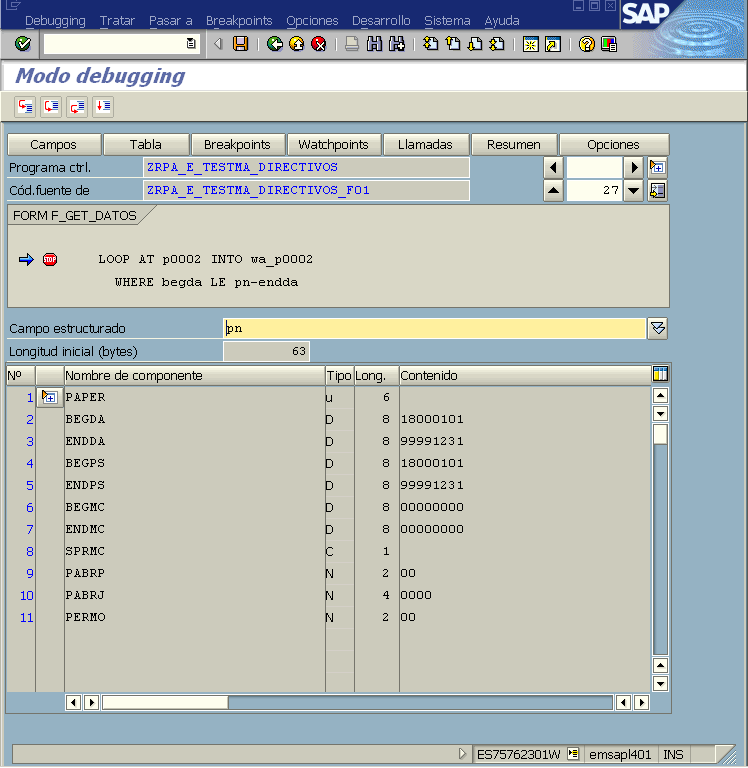 Debugging Tratar Pasar a Breakpoints Opciones Desarrollo Sistema Ayuda
SAP
Modo debugging
Campos Tabla Breakpoints Watchpoints Llamadas Resumen Opciones
Programa ctrl. ZRPA_E_TESTMA_DIRECTIVOS
Cód.fuente de ZRPA_E_TESTMA_DIRECTIVOS_F01 27
FORM F_GET_DATOS
STOP LOOP AT p0002 INTO wa_p0002
WHERE begda LE pn-endda
Campo estructurado pn
Longitud inicial (bytes) 63
Nº Nombre de componente Tipo Long. Contenido
1 PAPER u 6
2 BEGDA D 8 18000101
3 ENDDA D 8 99991231
4 BEGPS D 8 18000101
5 ENDPS D 8 99991231
6 BEGMC D 8 00000000
7 ENDMC D 8 00000000
8 SPRMC C 1
9 PABRP N 2 00
10 PABRJ N 4 0000
11 PERMO N 2 00
ES75762301W emsapl401 INS